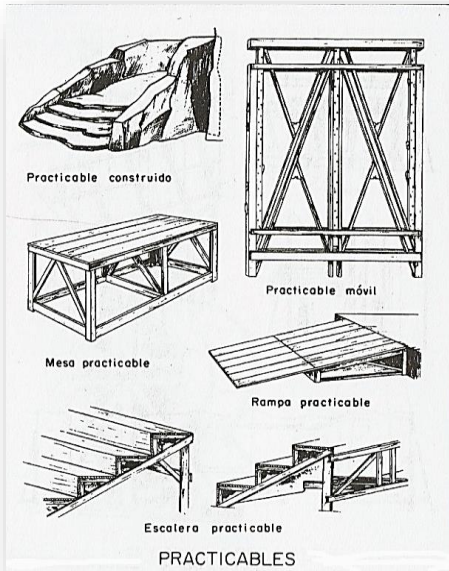 Practicable construido
Practicable móvil
Mesa practicable
Rampa practicable
Escalera practicable
PRACTICABLES